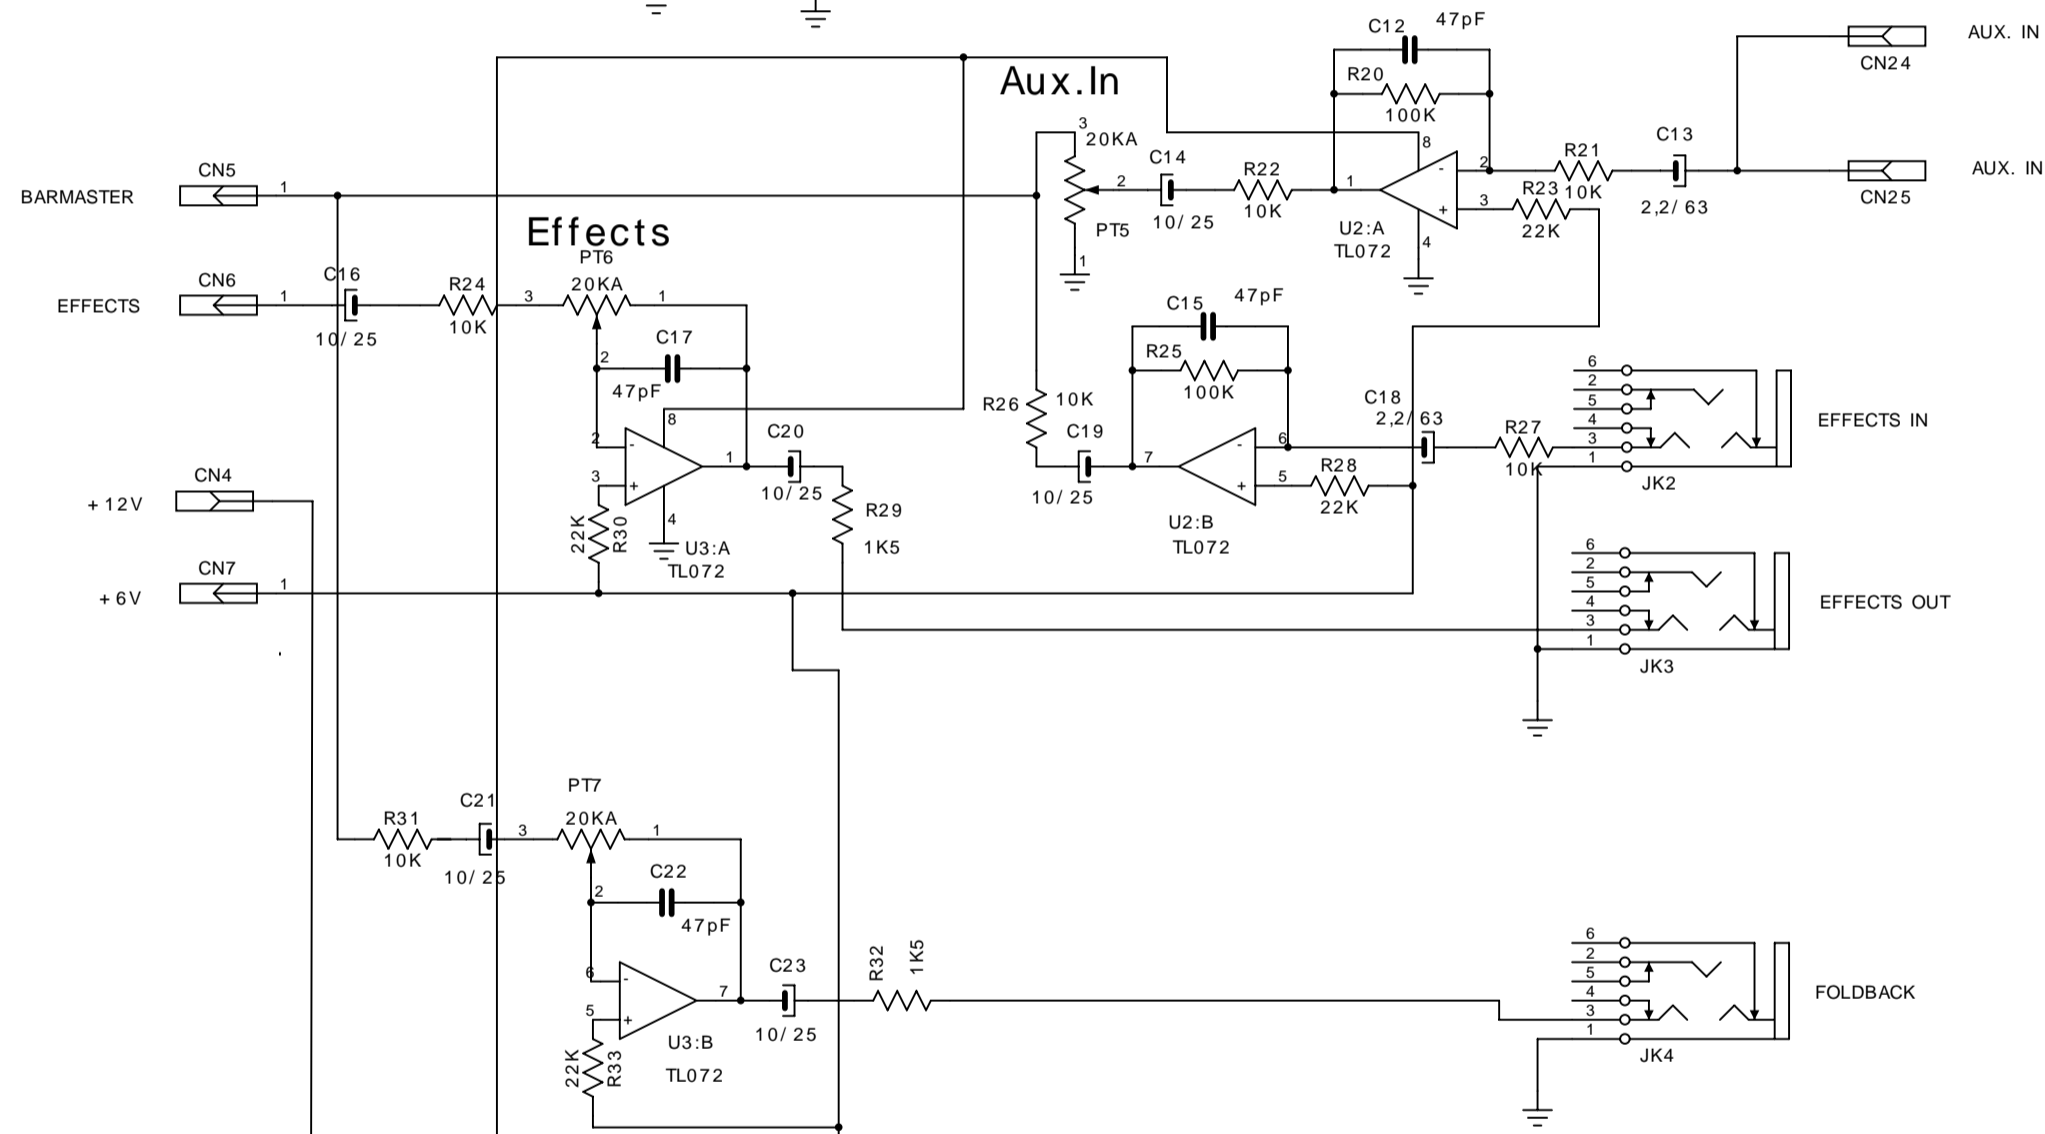 C12
47pF
AUX. IN
CN24
R20
100K
Aux.In
3
20KA
8
C13
C14
R22
2
R21
AUX. IN
CN5
1
BARMASTER
2
1
-
10K
R23
CN25
10K
+
3
2,2/ 63
10/ 25
PT5
U2:A
22K
TL072
4
Effects
PT6
1
C16
CN6
1
R24
20KA
EFFECTS
3
1
10K
10/ 25
C15
47pF
C17
2
47pF
R25
100K
6
2
5
4
3
1
EFFECTS IN
JK2
R26
10K
C18
2,2/ 63
R27
10K
8
C20
C19
2
-
1
3
+
10/ 25
7
-
6
+
5
R28
22K
10/ 25
CN4
+ 12V
R29
1K5
22K
R30
4
U3:A
TL072
U2:B
TL072
CN7
1
+ 6V
6
2
5
4
3
1
EFFECTS OUT
JK3
PT7
C21
R31
3
20KA
1
10K
10/ 25
C22
2
47pF
C23
R32
1K5
6
-
7
5
+
10/ 25
22K
R33
U3:B
TL072
6
2
5
4
3
1
FOLDBACK
JK4